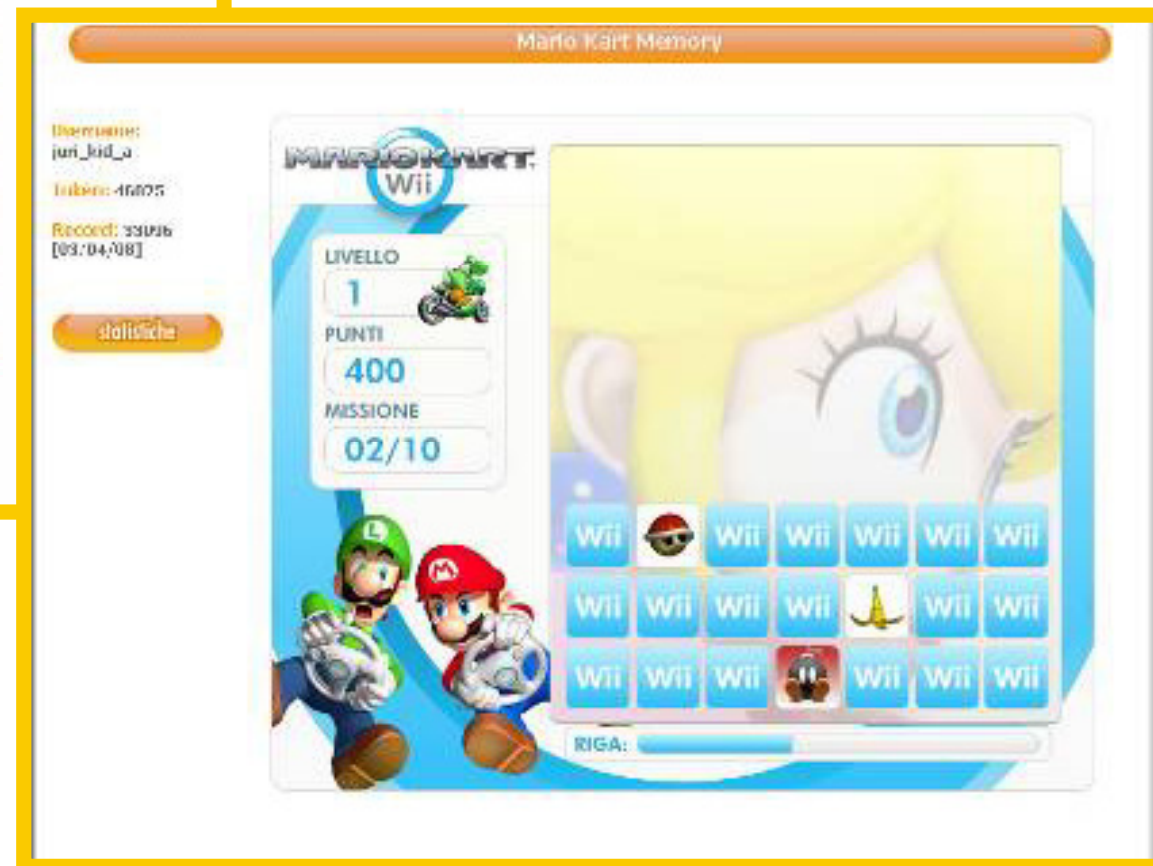 Mario Kart Memory
Username:
juri_kid_a
Token: 46025
Record:
[03/04/08]
statistiche
MARIOKART
Wii
LIVELLO
1
PUNTI
400
MISSIONE
02/10
L
M
Wii Wii Wii Wii Wii Wii
Wii Wii Wii Wii Wii Wii
Wii Wii Wii Wii Wii Wii
RIGA: